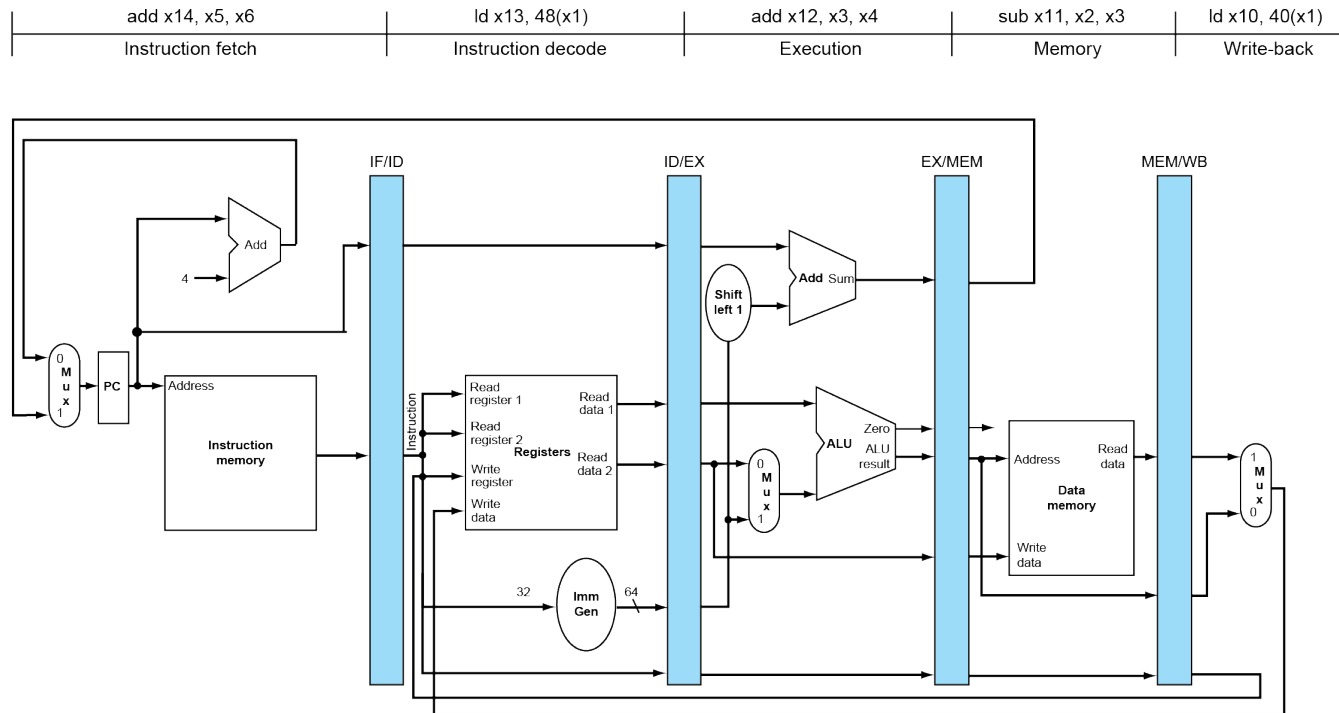 add x14, x5, x6
ld x13, 48(x1)
add x12, x3, x4
sub x11, x2, x3
ld x10, 40(x1)
Instruction fetch
Instruction decode
Execution
Memory
Write-back
IF/ID
ID/EX
EX/MEM
MEM/WB
Add
4
Shift
left 1
Add Sum
0
M
u
x
1
PC
Address
Instruction
memory
Instruction
Read
register 1
Read
register 2
Write
register
Write
data
Registers
Read
data 1
Read
data 2
32
Imm
Gen
64
0
M
u
x
1
ALU
Zero
ALU
result
Address
Read
data
Data
memory
Write
data
1
M
u
x
0